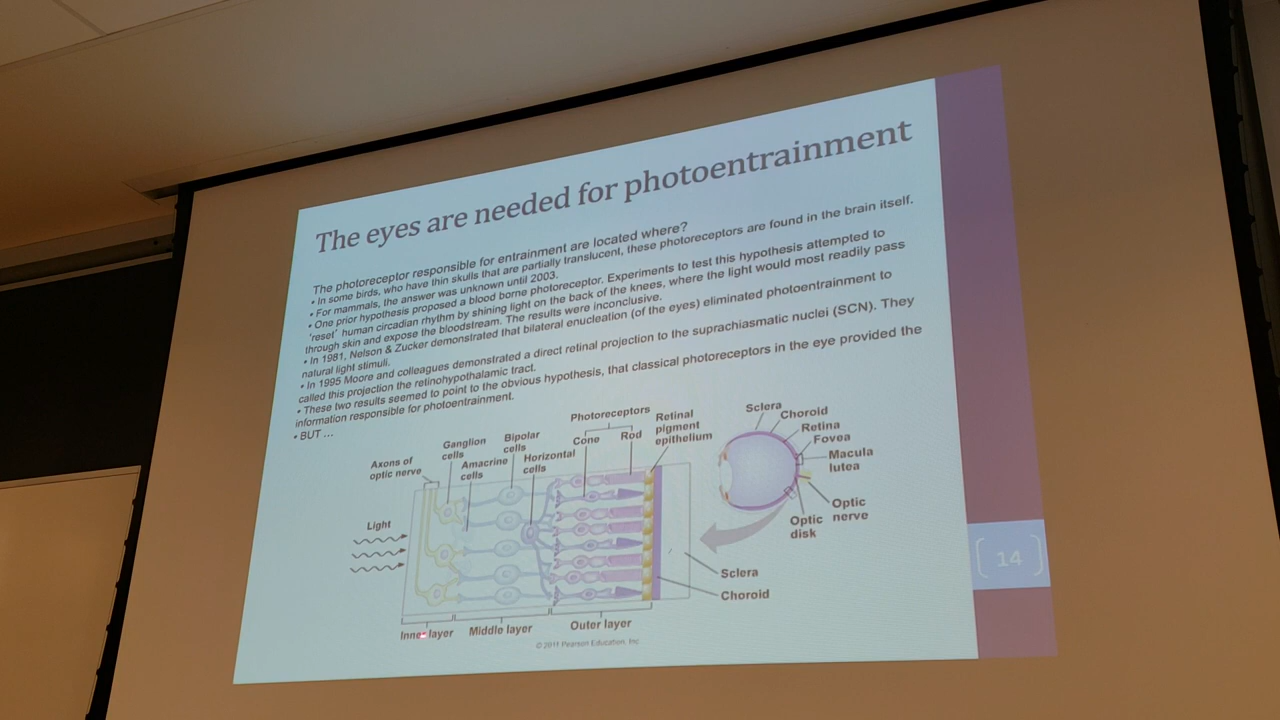 The eyes are needed for photoentrainment
The photoreceptor responsible for entrainment are located where?
• In some birds, who have thin skulls that are partially translucent, these photoreceptors are found in the brain itself.
• For mammals, the answer was unknown until 2003.
• One prior hypothesis proposed a blood borne photoreceptor. Experiments to test this hypothesis attempted to
'reset' human circadian rhythm by shining light on the back of the knees, where the light would most readily pass
through skin and expose the bloodstream. The results were inconclusive.
• In 1981, Nelson & Zucker demonstrated that bilateral enucleation (of the eyes) eliminated photoentrainment to
natural light stimuli.
• In 1995 Moore and colleagues demonstrated a direct retinal projection to the suprachiasmatic nuclei (SCN). They
called this projection the retinohypothalamic tract.
• These two results seemed to point to the obvious hypothesis, that classical photoreceptors in the eye provided the
information responsible for photoentrainment.
• BUT ...
Axons of
optic nerve
Ganglion
cells
Amacrine
cells
Bipolar
cells
Horizontal
cells
Photoreceptors
Cone
Rod
Retinal
pigment
epithelium
Sclera
Choroid
Retina
Fovea
Macula
lutea
Optic
nerve
Optic
disk
Light
Sclera
Choroid
Inner layer
Middle layer
Outer layer
© 2011 Pearson Education, Inc.
14